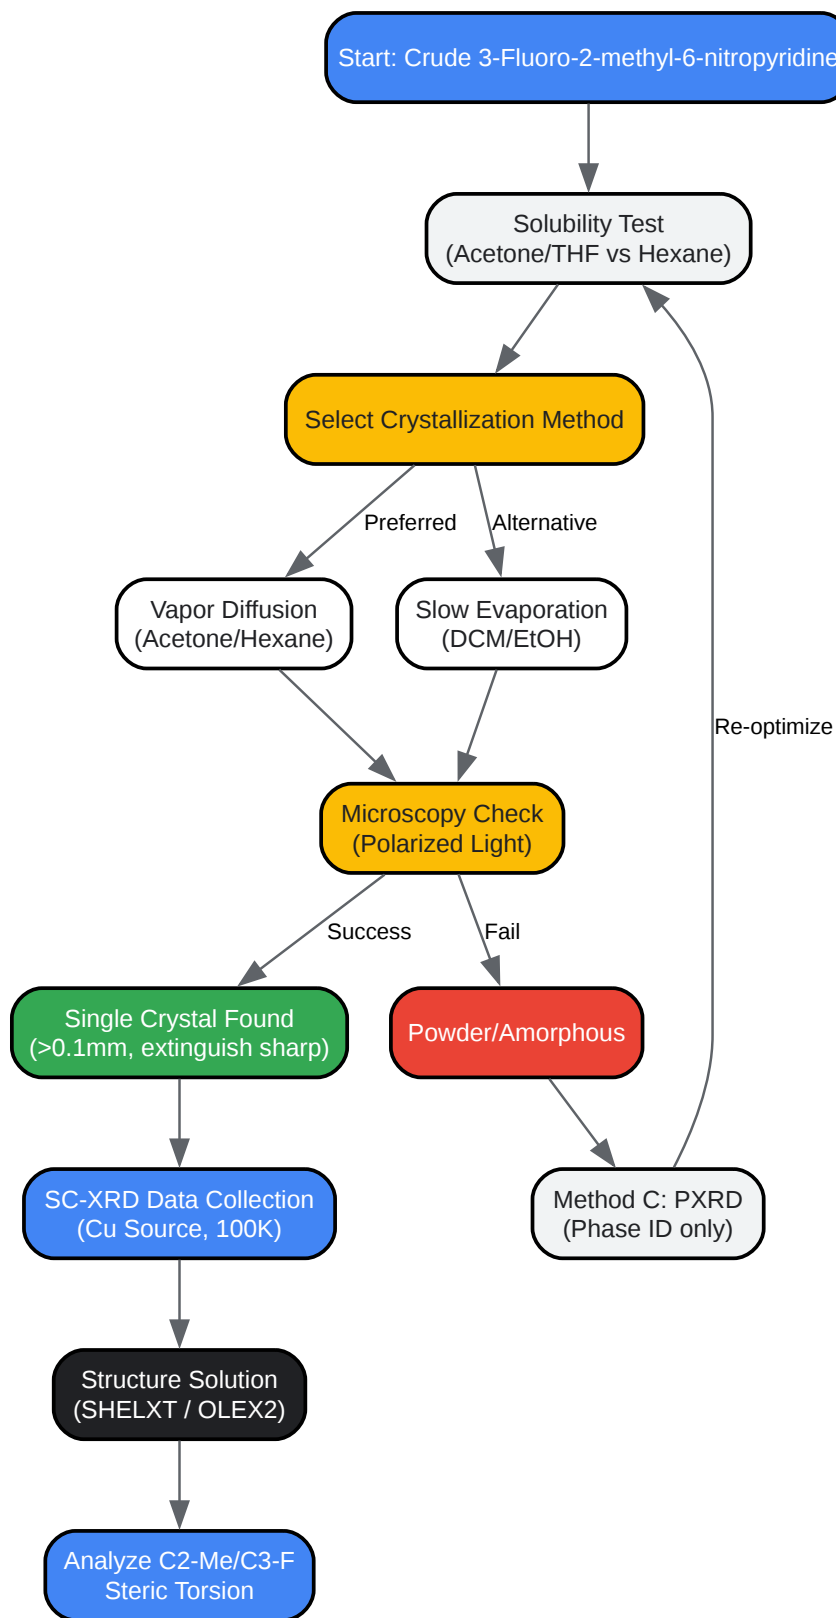 Start: Crude 3-Fluoro-2-methyl-6-nitropyridine
Solubility Test
(Acetone/THF vs Hexane)
Select Crystallization Method
Preferred
Alternative
Vapor Diffusion
(Acetone/Hexane)
Slow Evaporation
(DCM/EtOH)
Re-optimize
Microscopy Check
(Polarized Light)
Success
Fail
Single Crystal Found
(>0.1mm, extinguish sharp)
Powder/Amorphous
SC-XRD Data Collection
(Cu Source, 100K)
Method C: PXRD
(Phase ID only)
Structure Solution
(SHELXT / OLEX2)
Analyze C2-Me/C3-F
Steric Torsion